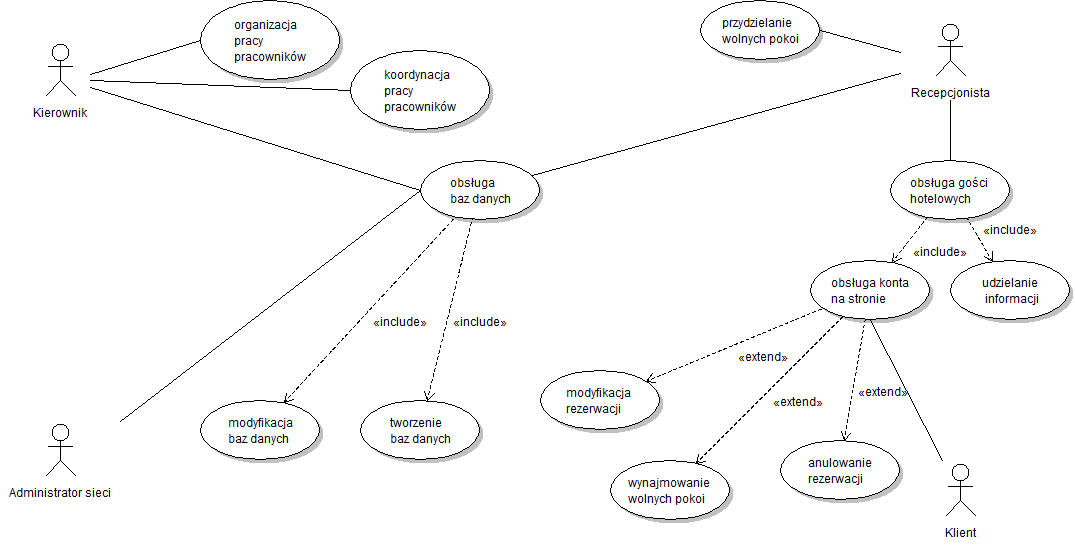 organizacja
pracy
pracowników
przydzielanie
wolnych pokoi
koordynacja
pracy
pracowników
Kierownik
Recepcjonista
obsługa
baz danych
obsługa gości
hotelowych
«include»
«include»
obsługa konta
na stronie
udzielanie
informacji
«include»
«include»
«extend»
«extend»
«extend»
modyfikacja
rezerwacji
modyfikacja
baz danych
tworzenie
baz danych
anulowanie
rezerwacji
wynajmowanie
wolnych pokoi
Administrator sieci
Klient